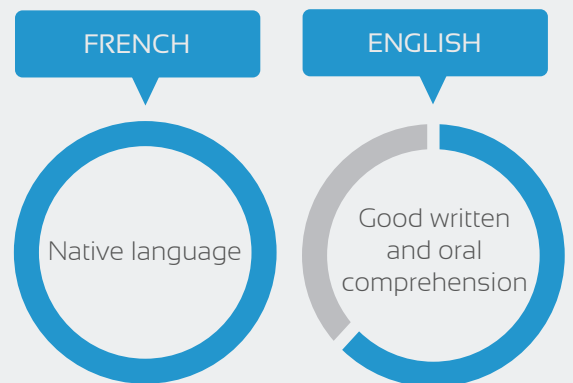 FRENCH
Native language
ENGLISH
Good written
and oral
comprehension